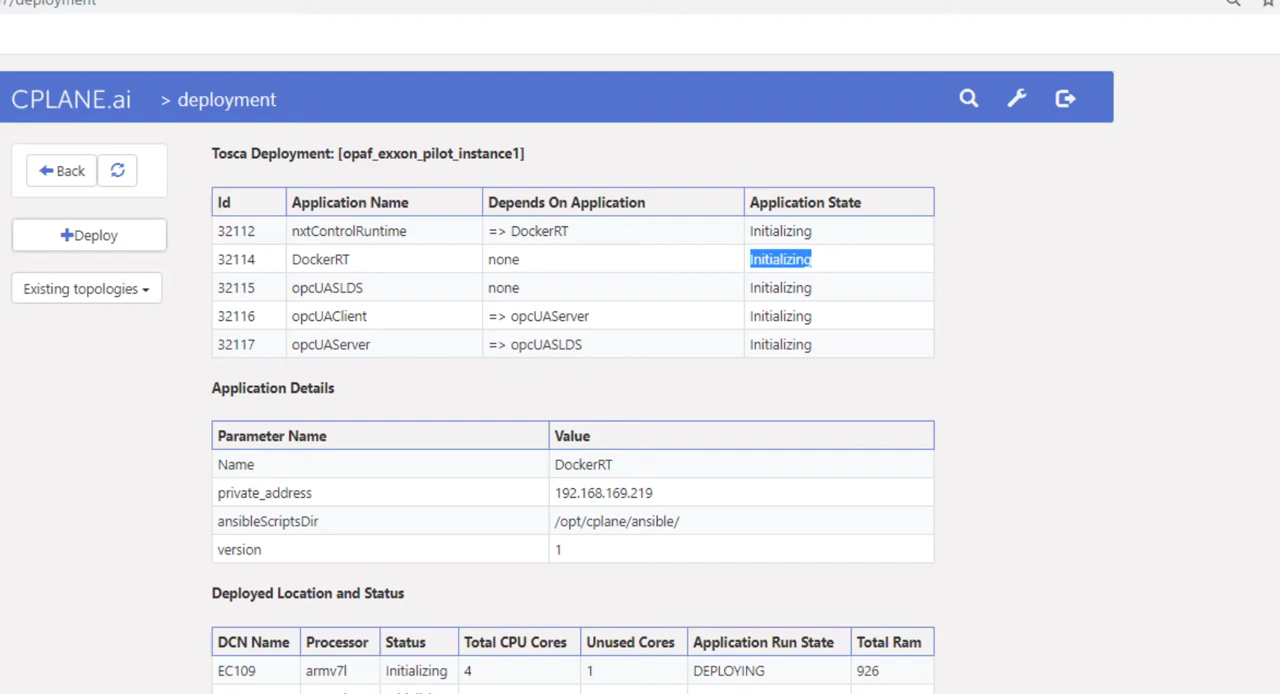 /deployment
CPLANE.ai > deployment
Back
Deploy
Existing topologies
Tosca Deployment: [opaf_exxon_pilot_instance1]
Id Application Name Depends On Application Application State
32112 nxtControlRuntime => DockerRT Initializing
32114 DockerRT none Initializing
32115 opcUASLDS none Initializing
32116 opcUAClient => opcUAServer Initializing
32117 opcUAServer => opcUASLDS Initializing
Application Details
Parameter Name Value
Name DockerRT
private_address 192.168.169.219
ansibleScriptsDir /opt/cplane/ansible/
version 1
Deployed Location and Status
DCN Name Processor Status Total CPU Cores Unused Cores Application Run State Total Ram
EC109 armv7l Initializing 4 1 DEPLOYING 926